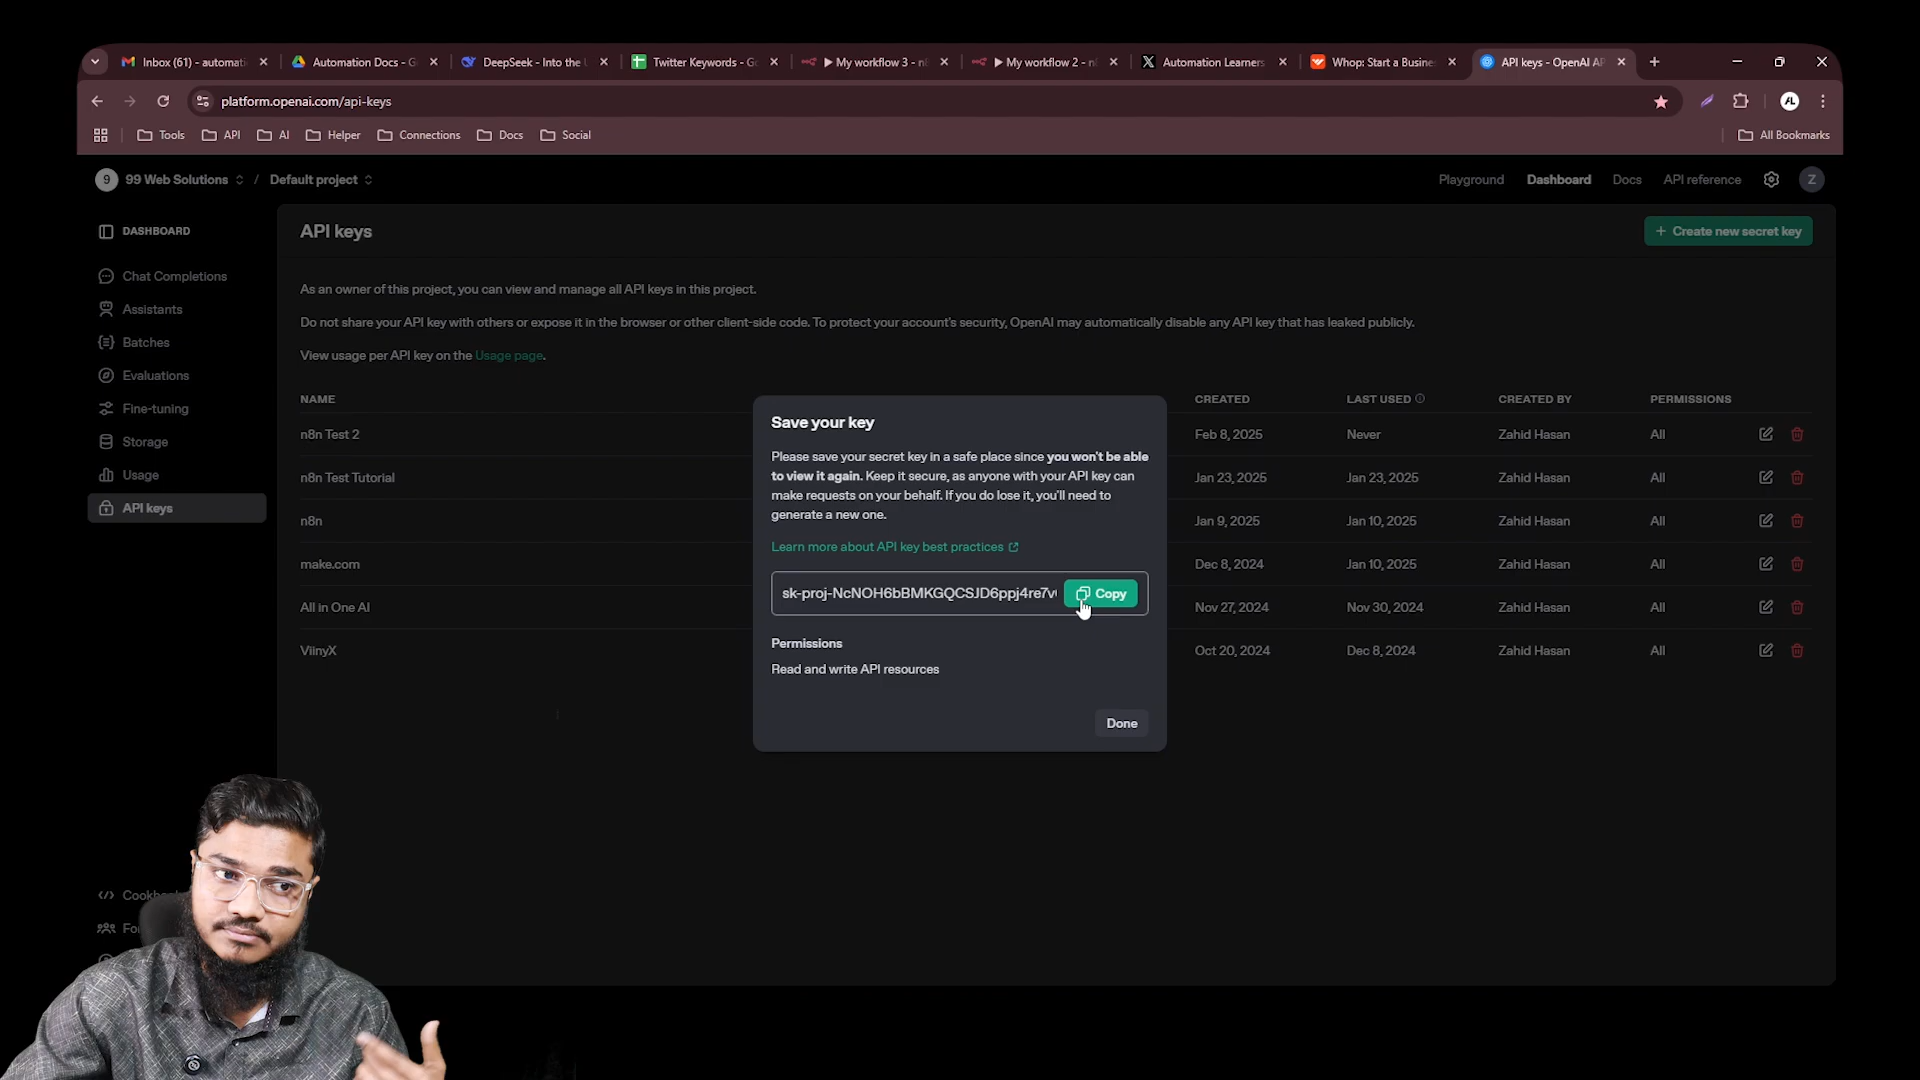 Inbox (61) - automati
Automation Docs - G
DeepSeek - Into the
Twitter Keywords - Go
My workflow 3 - n8
My workflow 2 - n8
Automation Learners
Whop: Start a Busine
API keys - OpenAI AP
platform.openai.com/api-keys
AL
Tools
API
AI
Helper
Connections
Docs
Social
All Bookmarks
9 99 Web Solutions / Default project
Playground Dashboard Docs API reference Z
DASHBOARD
Chat Completions
Assistants
Batches
Evaluations
Fine-tuning
Storage
Usage
API keys
API keys
+ Create new secret key
As an owner of this project, you can view and manage all API keys in this project.
Do not share your API key with others or expose it in the browser or other client-side code. To protect your account's security, OpenAI may automatically disable any API key that has leaked publicly.
View usage per API key on the Usage page.
NAME CREATED LAST USED CREATED BY PERMISSIONS
n8n Test 2 Feb 8, 2025 Never Zahid Hasan All
n8n Test Tutorial Jan 23, 2025 Jan 23, 2025 Zahid Hasan All
n8n Jan 9, 2025 Jan 10, 2025 Zahid Hasan All
make.com Dec 8, 2024 Jan 10, 2025 Zahid Hasan All
All in One AI Nov 27, 2024 Nov 30, 2024 Zahid Hasan All
ViinyX Oct 20, 2024 Dec 8, 2024 Zahid Hasan All
Save your key
Please save your secret key in a safe place since you won't be able
to view it again. Keep it secure, as anyone with your API key can
make requests on your behalf. If you do lose it, you'll need to
generate a new one.
Learn more about API key best practices
sk-proj-NcNOH6bBMKGQCSJD6ppj4re7v
Copy
Permissions
Read and write API resources
Done